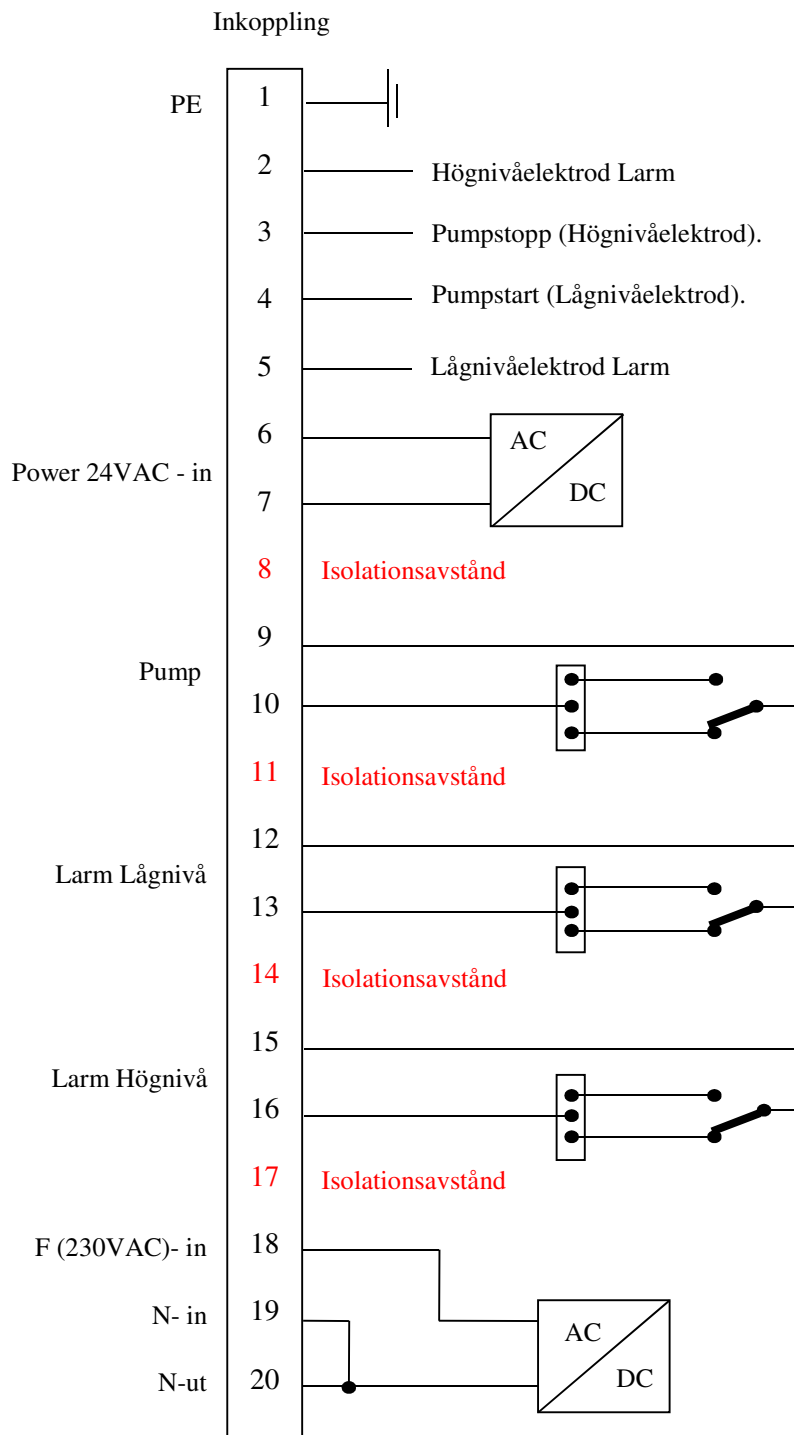 Inkoppling
PE 1
2 Högnivåelektrod Larm
3 Pumpstopp (Högnivåelektrod).
4 Pumpstart (Lågnivåelektrod).
5 Lågnivåelektrod Larm
6 AC
Power 24VAC - in
7 DC
8 Isolationsavstånd
9
Pump
10
11 Isolationsavstånd
12
Larm Lågnivå
13
14 Isolationsavstånd
15
Larm Högnivå
16
17 Isolationsavstånd
F (230VAC)- in 18
N- in 19
AC
N-ut 20 DC